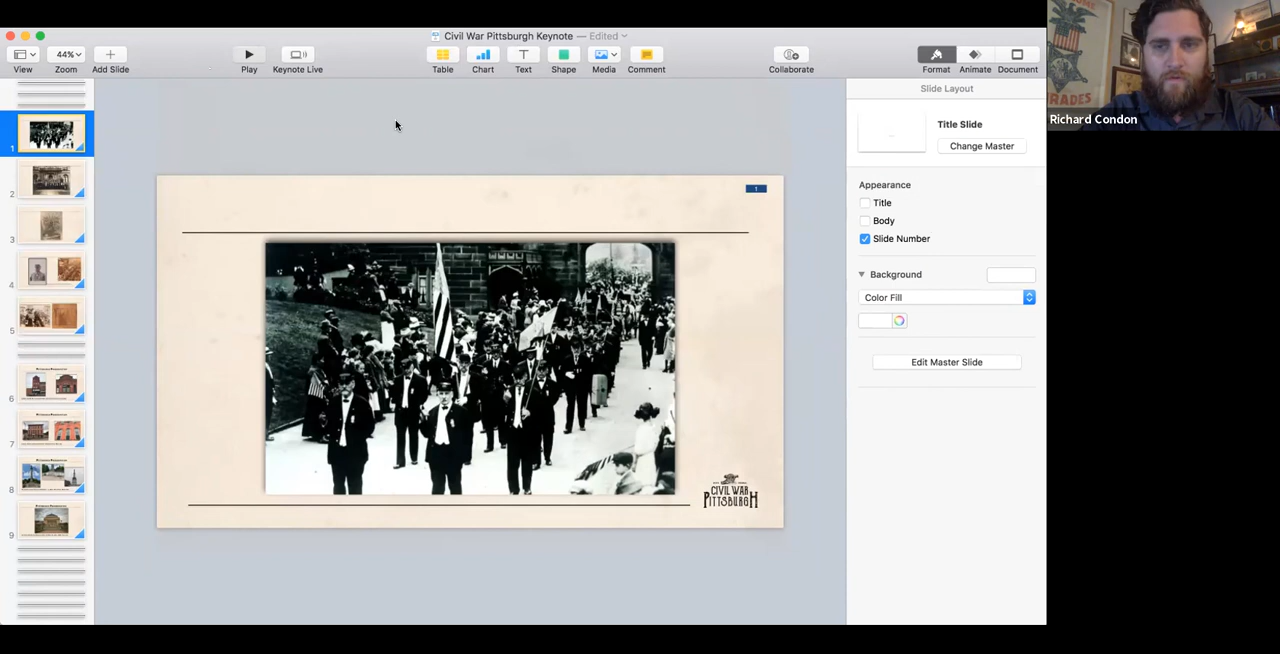 Civil War Pittsburgh Keynote — Edited
View
44%
Zoom
Add Slide
Play
Keynote Live
Table
Chart
Text
Shape
Media
Comment
Collaborate
Format
Animate
Document
RADES
Richard Condon
Slide Layout
Title Slide
Change Master
Appearance
Title
Body
Slide Number
Background
Color Fill
Edit Master Slide
1
2
3
4
5
6
7
8
9
1
CIVIL WAR
PITTSBURGH